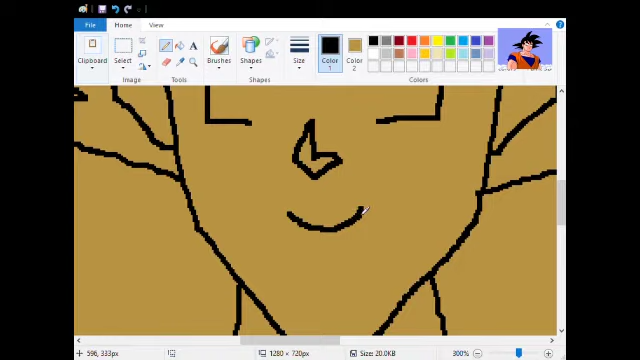 File Home View
Clipboard
Select
Brushes
Shapes
Size
Color
1
Color
2
Image
Tools
Shapes
Colors
596, 333px
1280 × 720px
Size: 20.0KB
300%